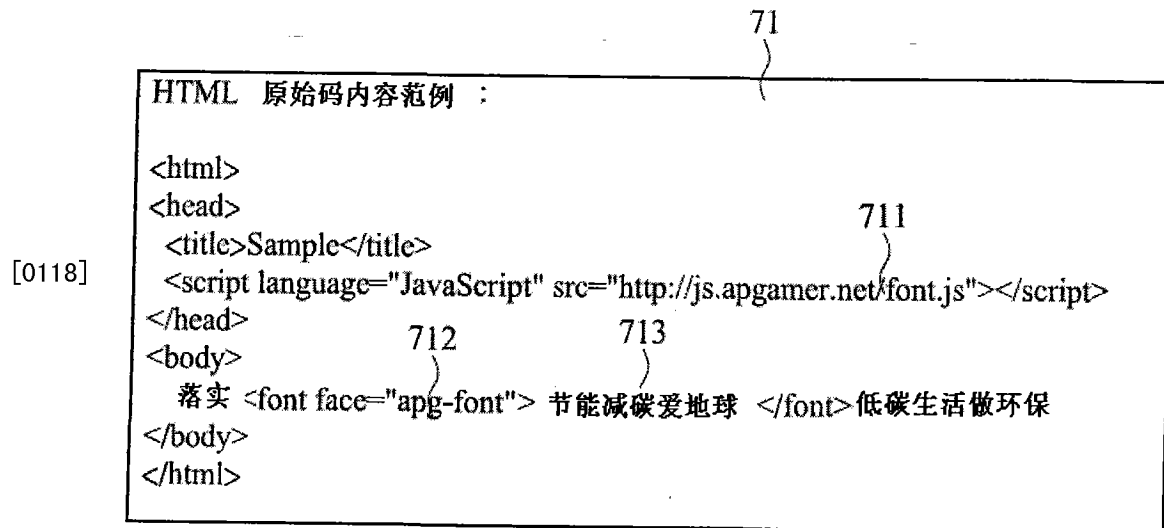 71
HTML 原始码内容范例 :
<html>
<head>
711
<title>Sample</title>
[0118]
<script language="JavaScript" src="http://js.apgamer.net/font.js"></script>
</head>
712 713
<body>
落实 <font face="apg-font"> 节能减碳爱地球 </font>低碳生活做环保
</body>
</html>